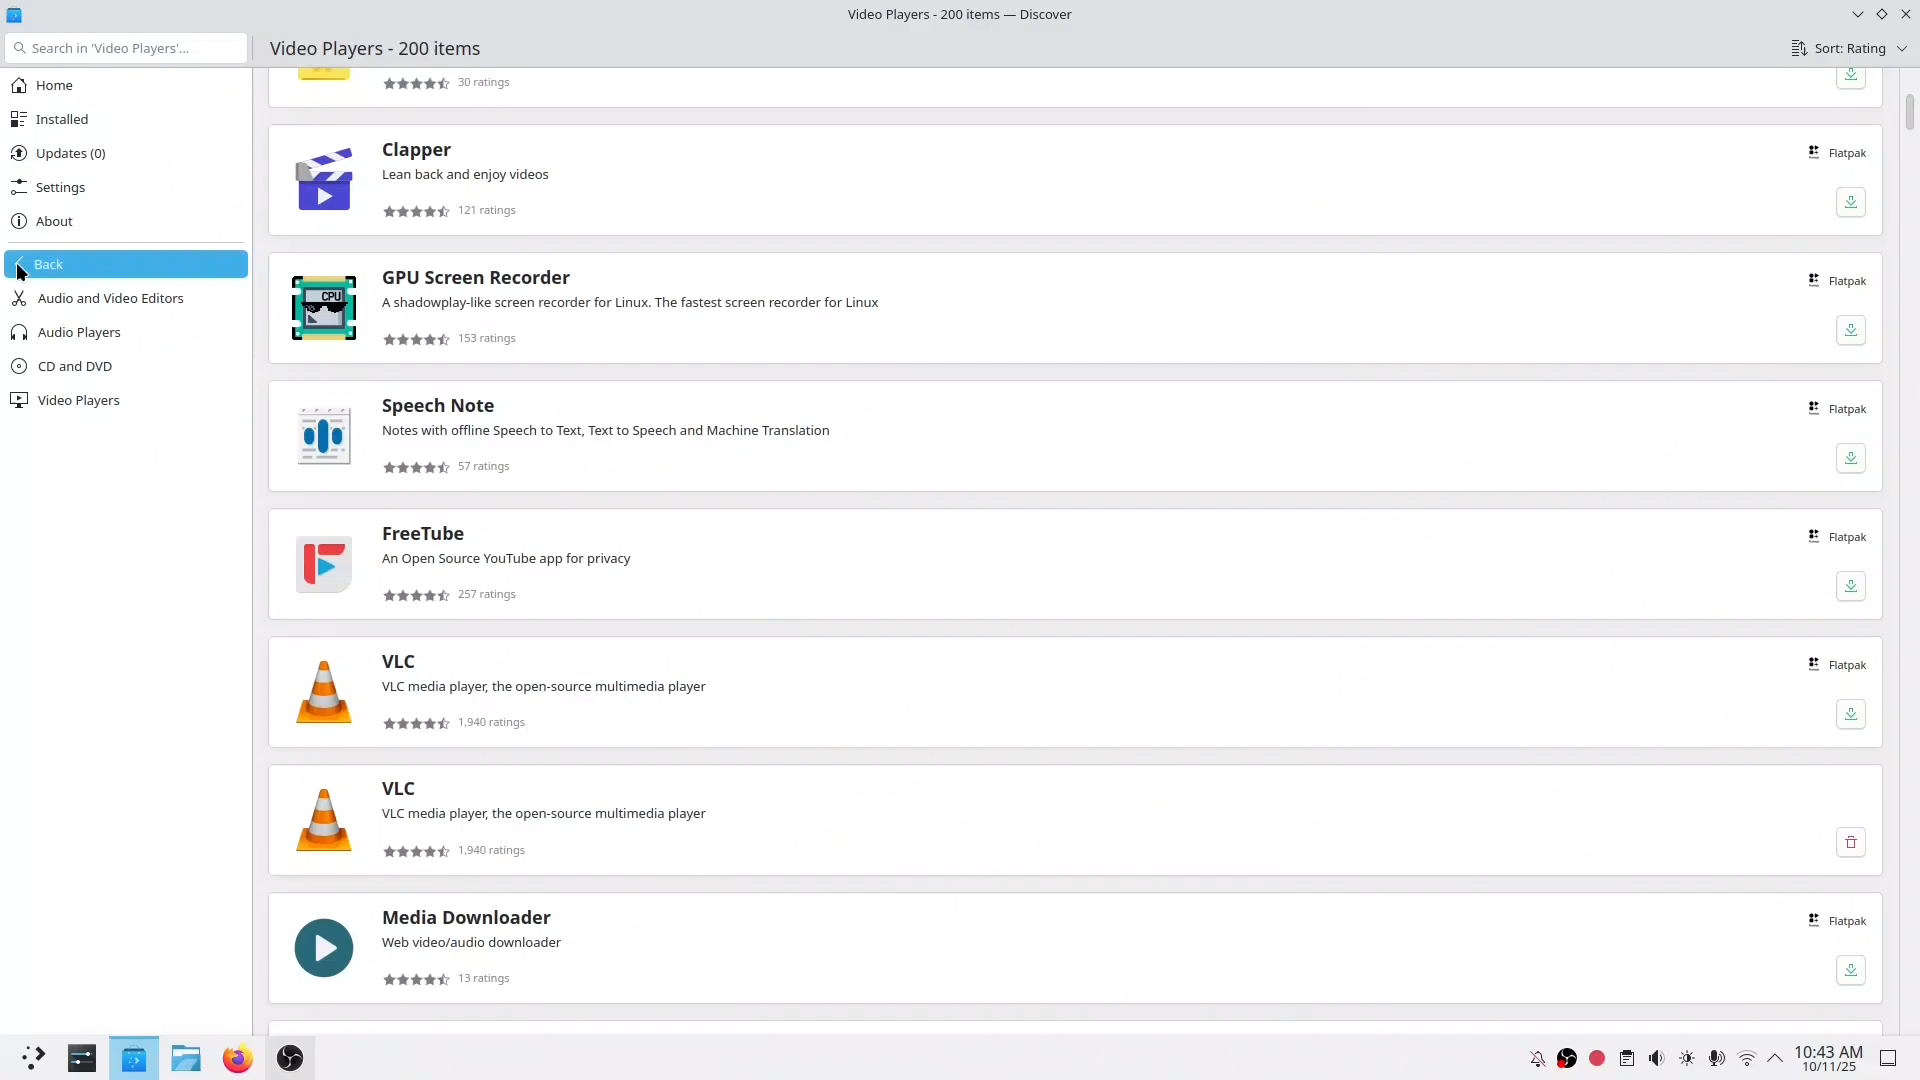 Video Players - 200 items — Discover
Search in 'Video Players'...
Video Players - 200 items
Sort: Rating
Home
Installed
Updates (0)
Settings
About
Back
Audio and Video Editors
Audio Players
CD and DVD
Video Players
30 ratings
Clapper
Flatpak
Lean back and enjoy videos
121 ratings
CPU
GPU Screen Recorder
Flatpak
A shadowplay-like screen recorder for Linux. The fastest screen recorder for Linux
153 ratings
Speech Note
Flatpak
Notes with offline Speech to Text, Text to Speech and Machine Translation
57 ratings
FreeTube
Flatpak
An Open Source YouTube app for privacy
257 ratings
VLC
Flatpak
VLC media player, the open-source multimedia player
1,940 ratings
VLC
VLC media player, the open-source multimedia player
1,940 ratings
Media Downloader
Flatpak
Web video/audio downloader
13 ratings
10:43 AM
10/11/25